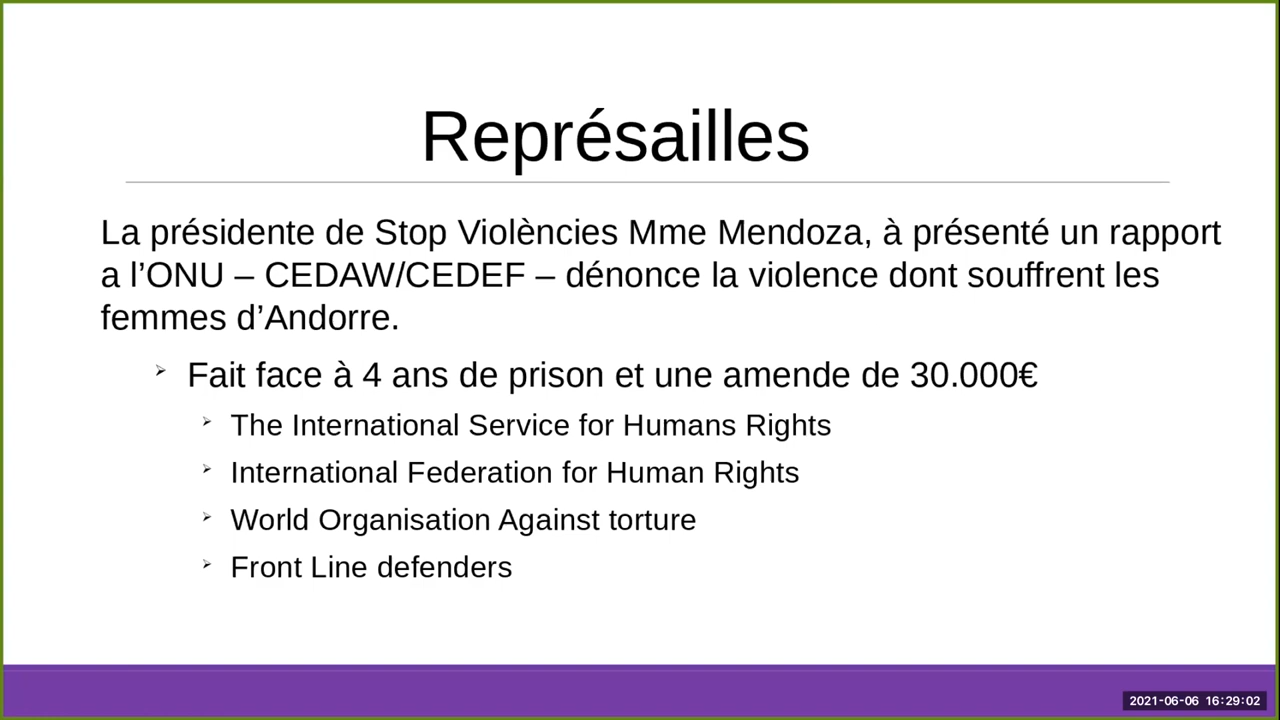 Représailles
La présidente de Stop Violències Mme Mendoza, à présenté un rapport
a l’ONU – CEDAW/CEDEF – dénonce la violence dont souffrent les
femmes d’Andorre.
Fait face à 4 ans de prison et une amende de 30.000€
The International Service for Humans Rights
International Federation for Human Rights
World Organisation Against torture
Front Line defenders
2021-06-06 16:29:02